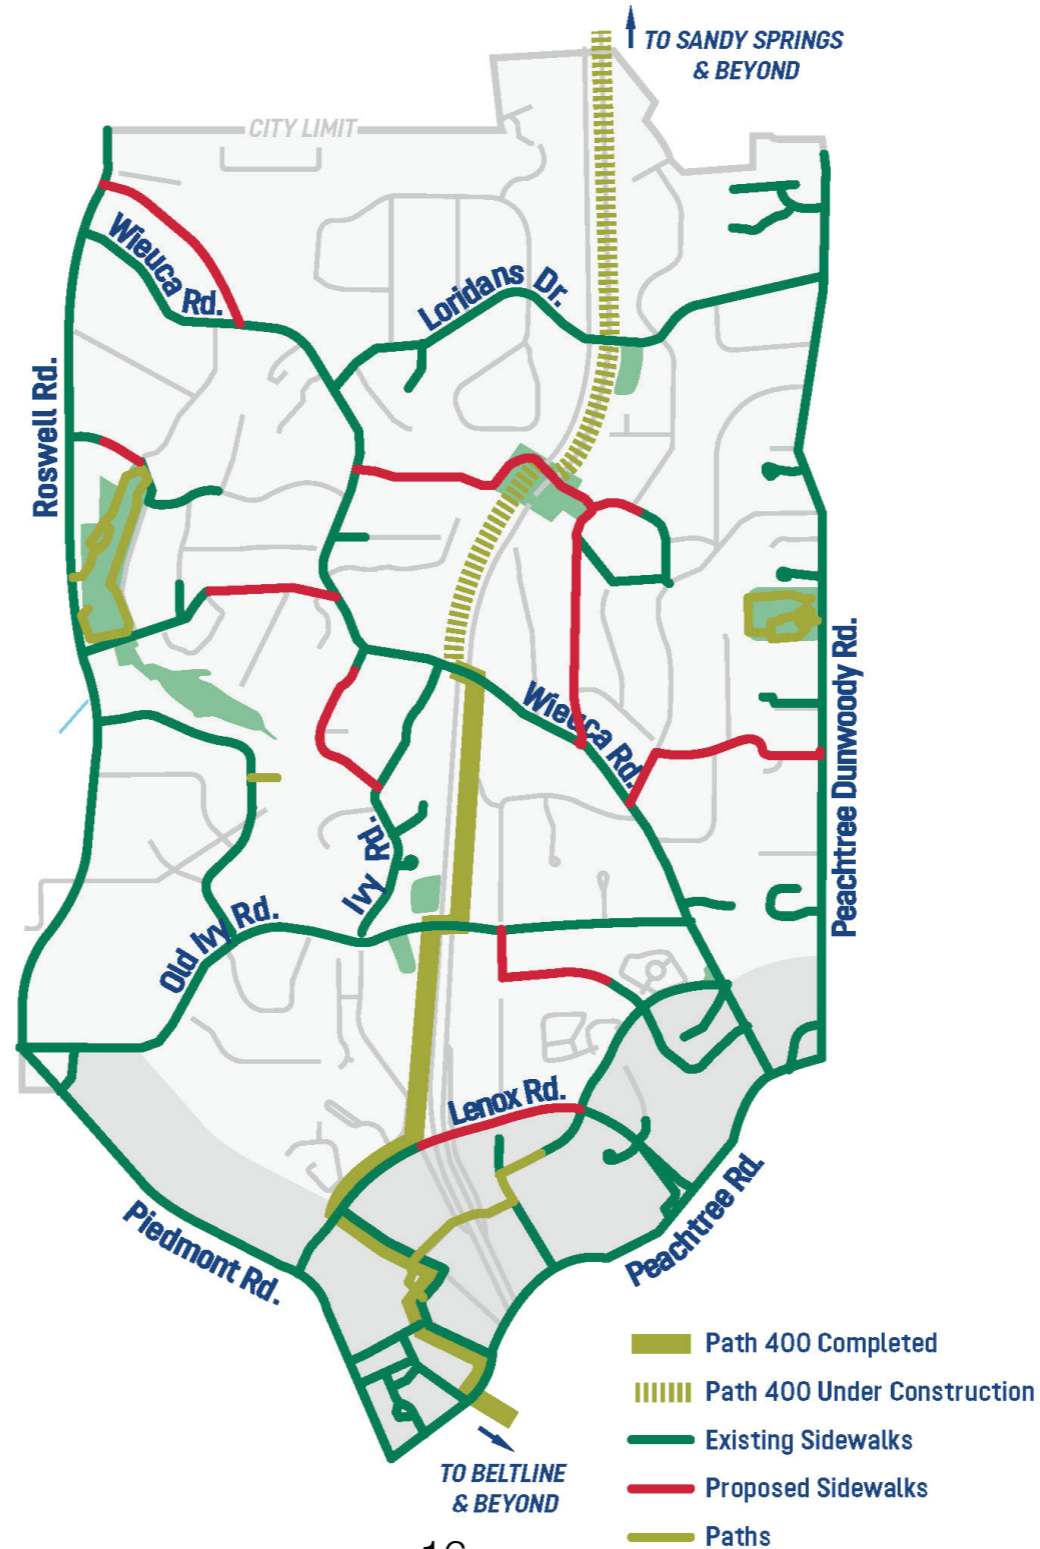 TO SANDY SPRINGS
& BEYOND
CITY LIMIT
Wieuca Rd.
Loridans Dr.
Roswell Rd.
Wieuca Rd.
Peachtree Dunwoody Rd.
Ivy Rd.
Old Ivy Rd.
Lenox Rd.
Piedmont Rd.
Peachtree Rd.
Path 400 Completed
Path 400 Under Construction
Existing Sidewalks
Proposed Sidewalks
Paths
TO BELTLINE
& BEYOND